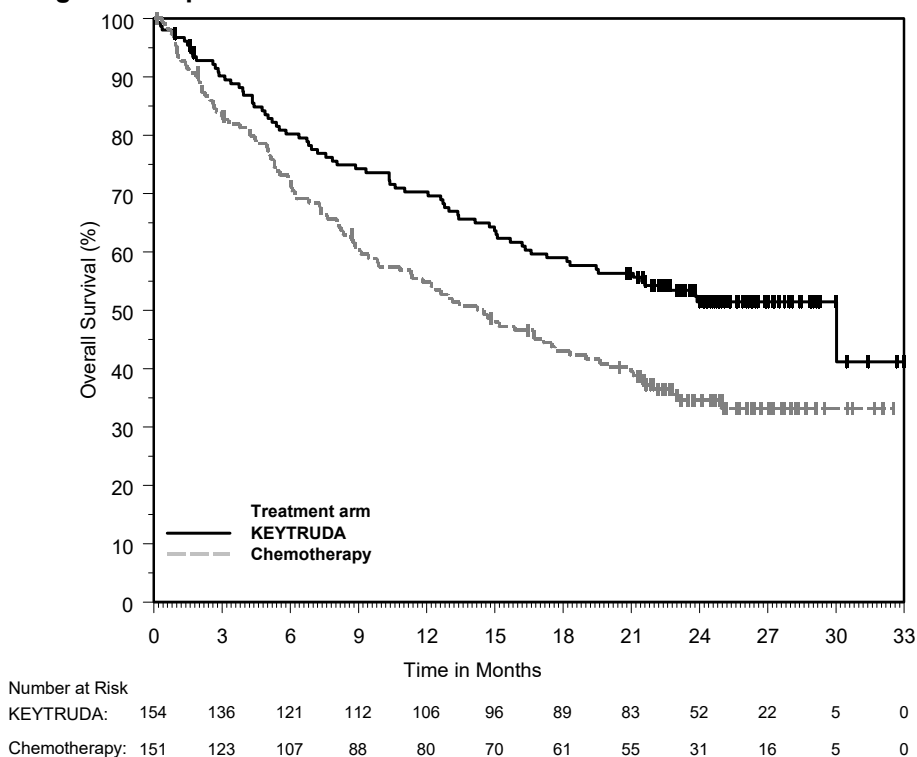 100
90
80
70
60
50
40
30
20
10
0
Overall Survival (%)
Treatment arm
KEYTRUDA
Chemotherapy
0 3 6 9 12 15 18 21 24 27 30 33
Time in Months
Number at Risk
KEYTRUDA: 154 136 121 112 106 96 89 83 52 22 5 0
Chemotherapy: 151 123 107 88 80 70 61 55 31 16 5 0